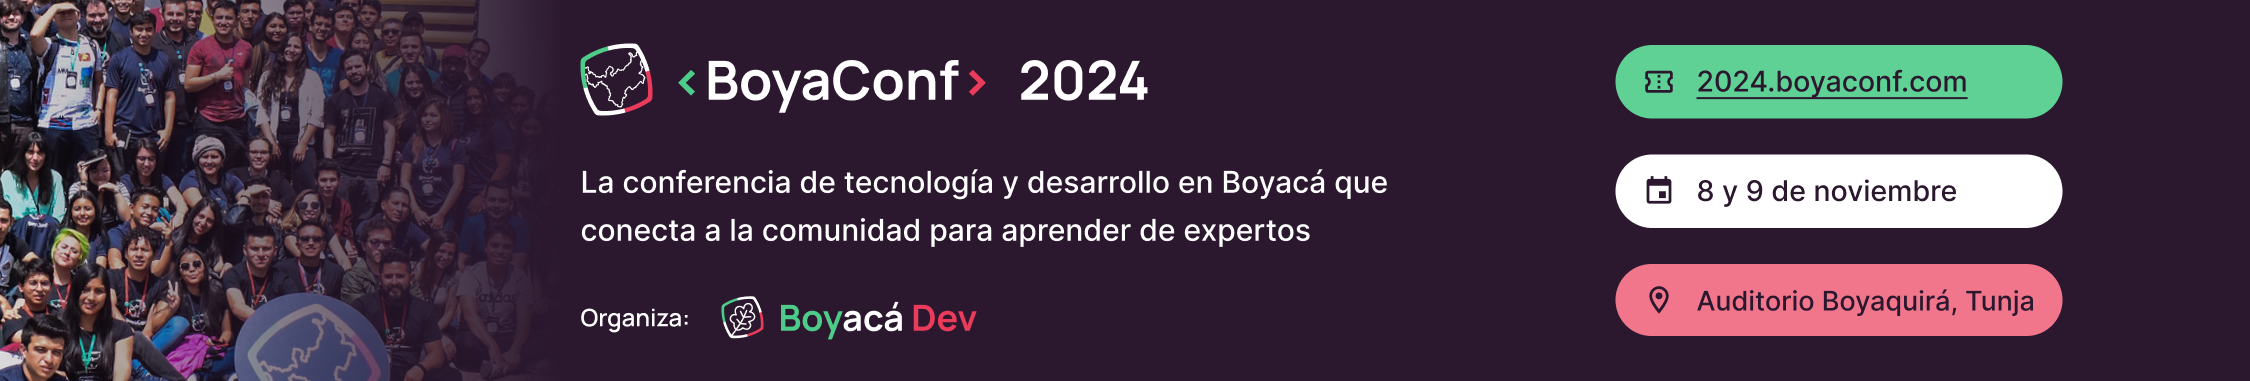 <BoyaConf> 2024
La conferencia de tecnología y desarrollo en Boyacá que
conecta a la comunidad para aprender de expertos
Organiza: Boyacá Dev
2024.boyaconf.com
8 y 9 de noviembre
Auditorio Boyaquirá, Tunja